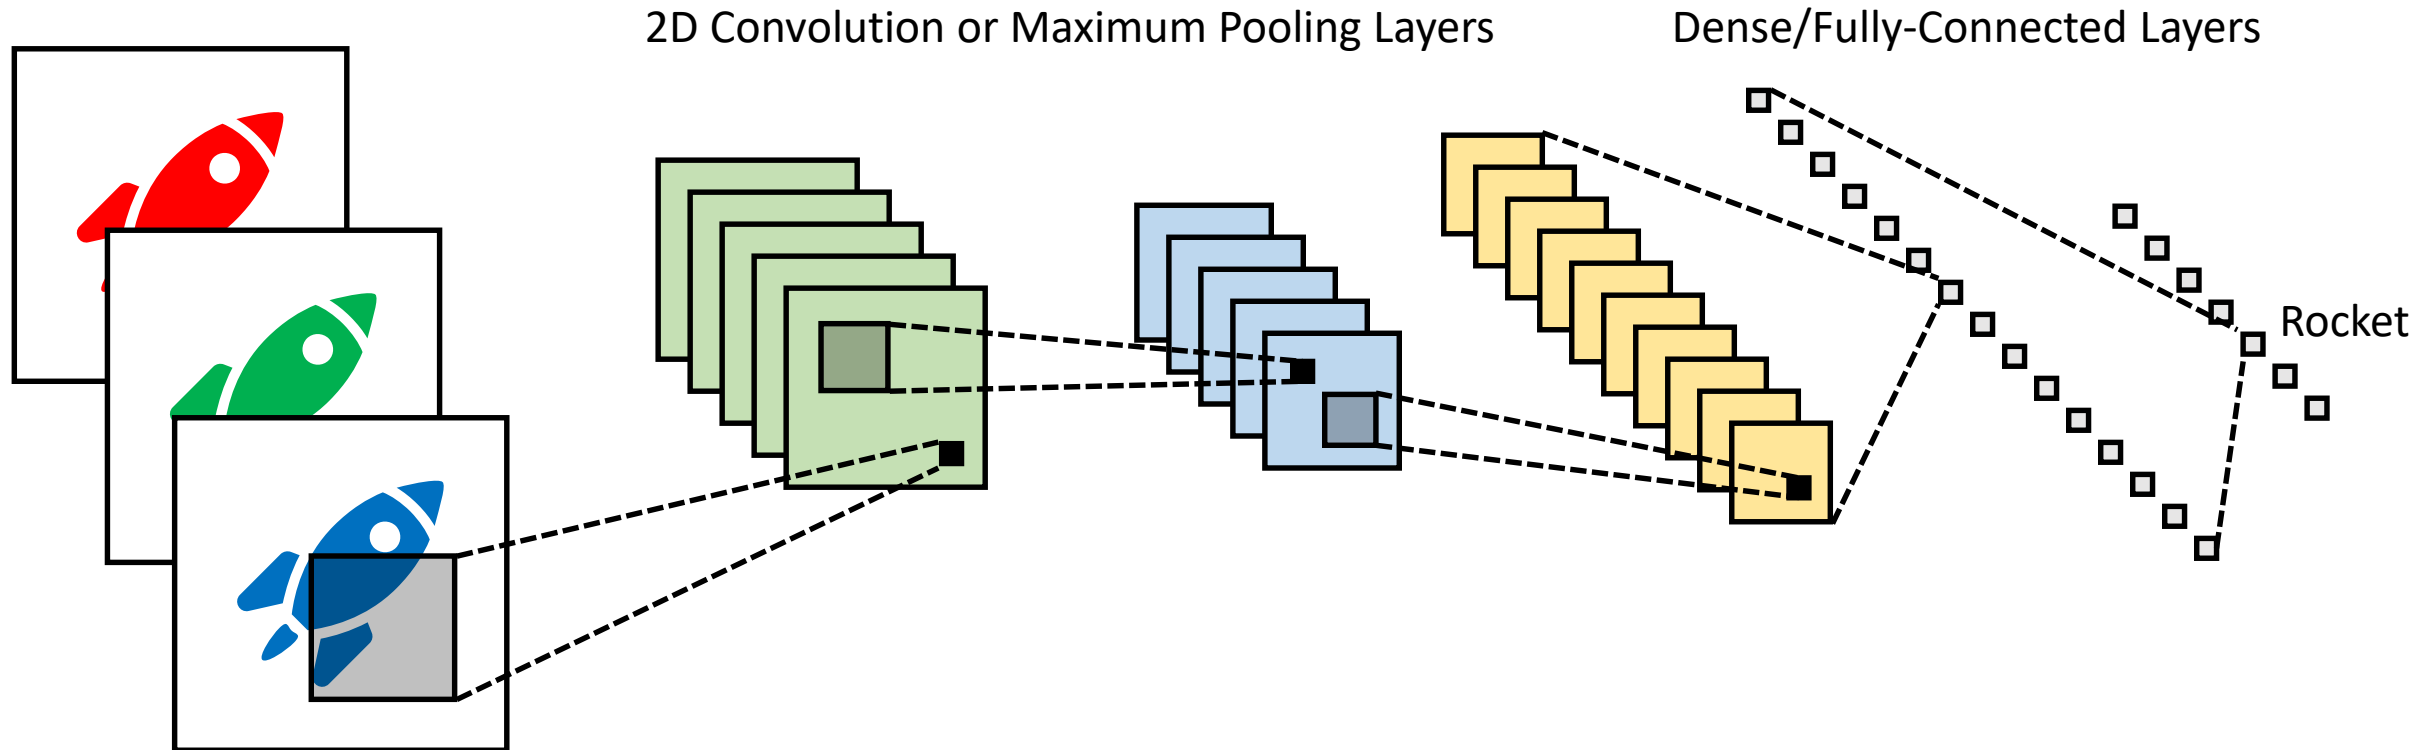 2D Convolution or Maximum Pooling Layers
Dense/Fully-Connected Layers
Rocket